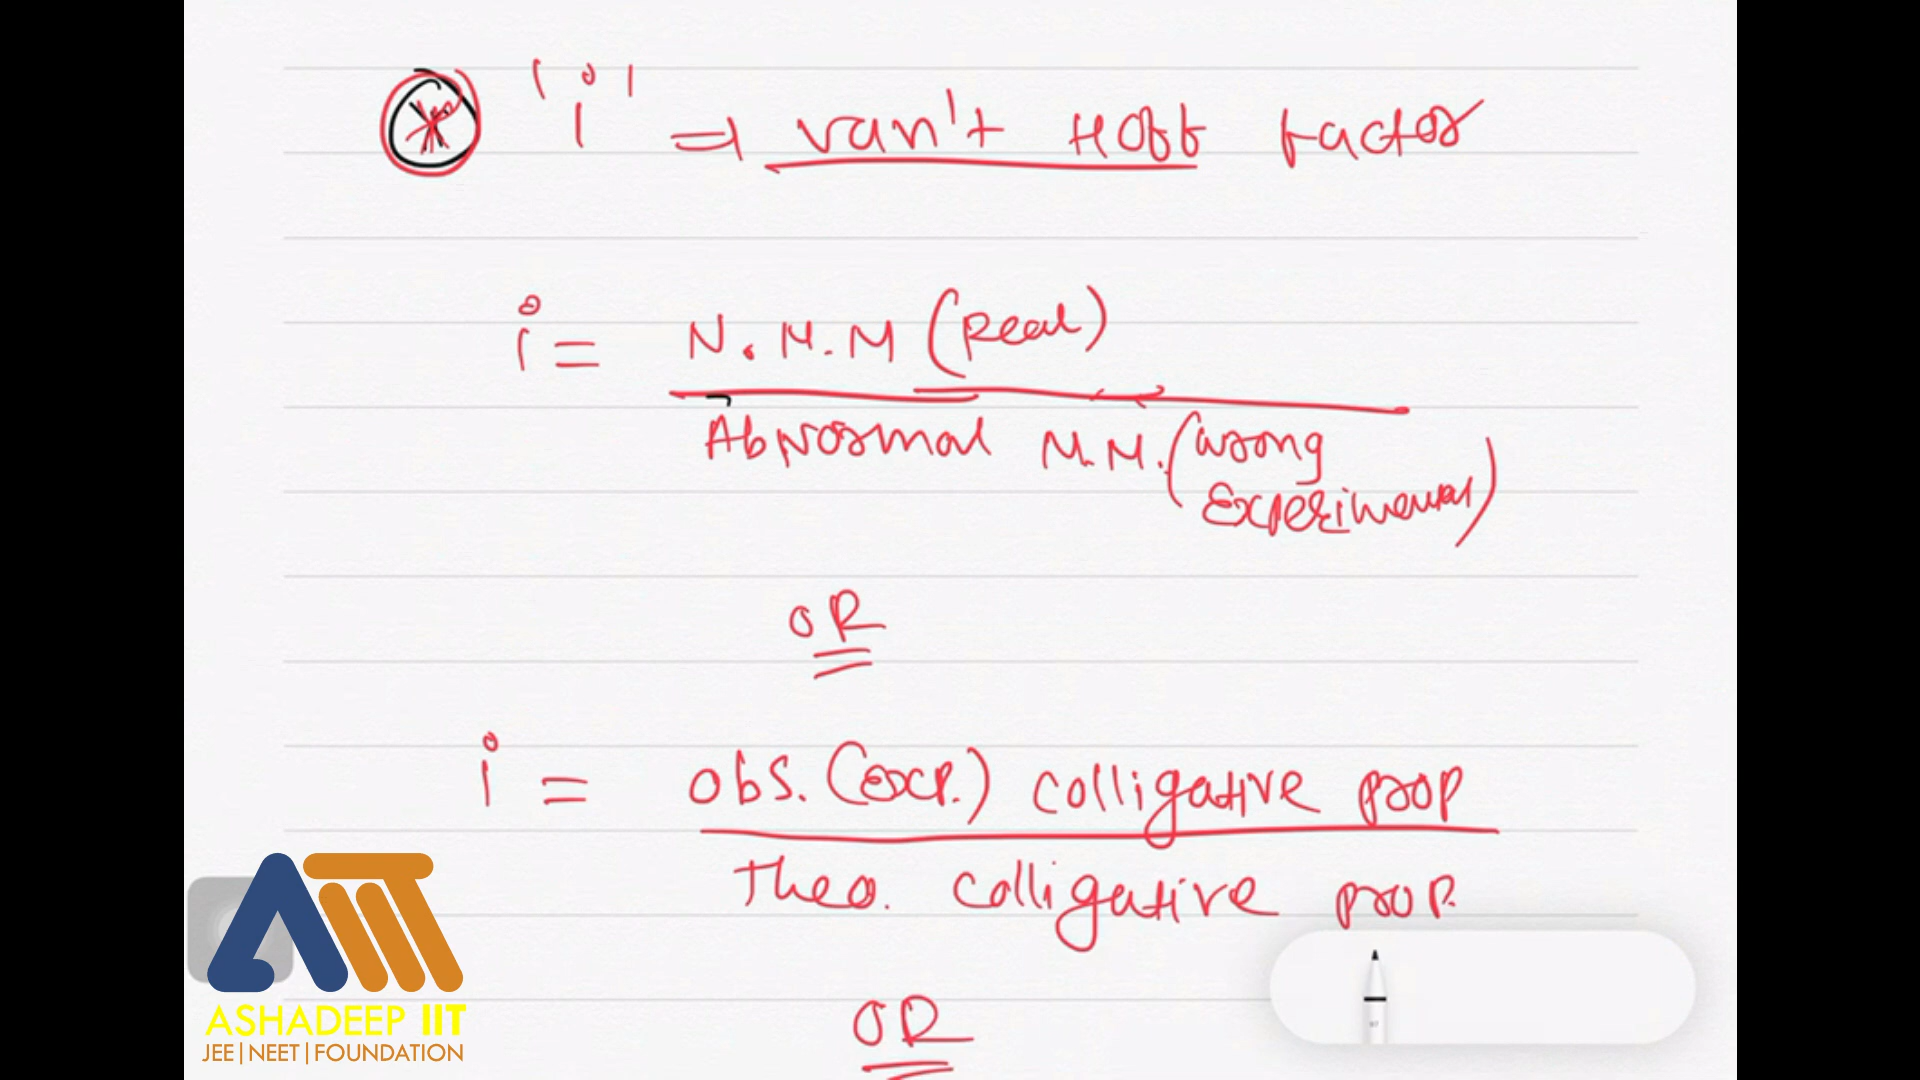 'i' ⇒ van't Hoff factor
i = N.M.M (Real)
Abnormal M.M. (wrong
Experimental)
OR
i = obs. (Exp.) colligative prop
Theo. colligative prop.
OR
ASHADEEP IIT
JEE|NEET|FOUNDATION